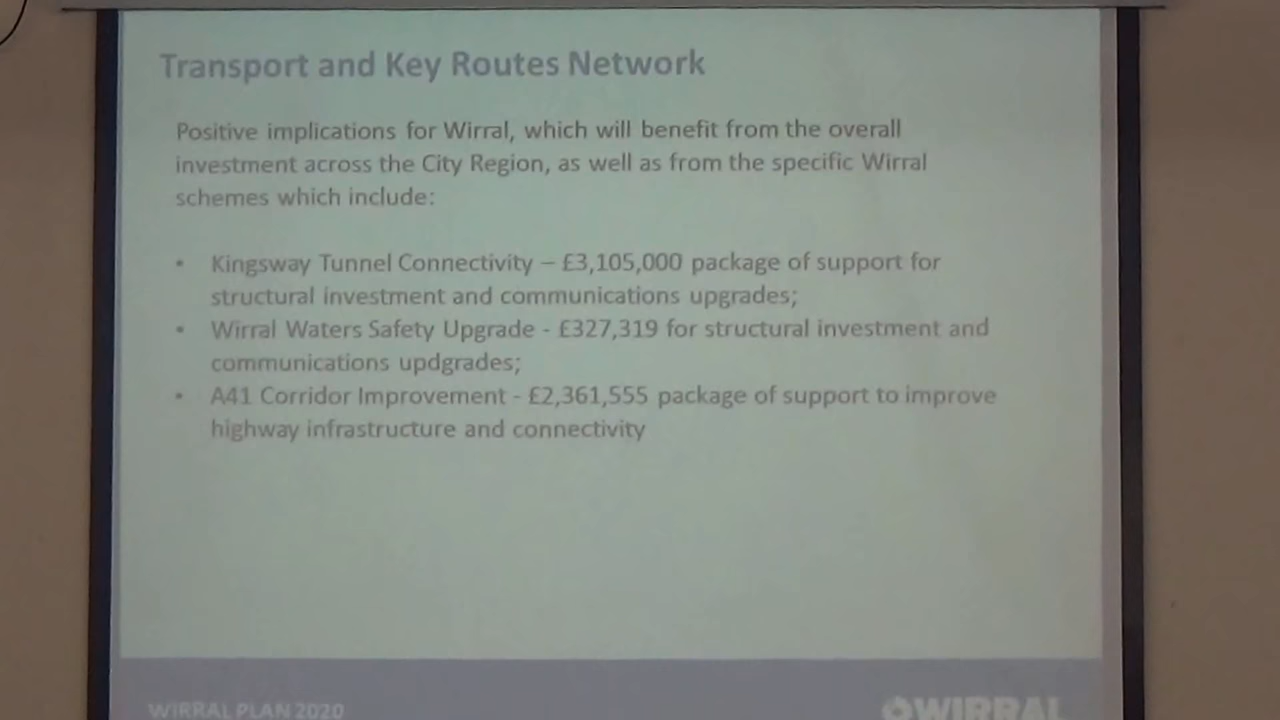 Transport and Key Routes Network
Positive implications for Wirral, which will benefit from the overall
investment across the City Region, as well as from the specific Wirral
schemes which include:
• Kingsway Tunnel Connectivity – £3,105,000 package of support for
structural investment and communications upgrades;
• Wirral Waters Safety Upgrade - £327,319 for structural investment and
communications updgrades;
• A41 Corridor Improvement - £2,361,555 package of support to improve
highway infrastructure and connectivity
WIRRAL PLAN 2020
WIRRAL